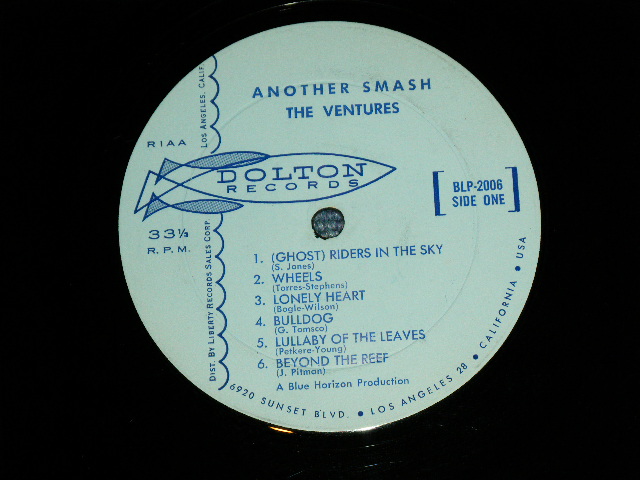 ANOTHER SMASH
THE VENTURES
RIAA
DOLTON
RECORDS
33⅓
R.P.M.
BLP-2006
SIDE ONE
1. (GHOST) RIDERS IN THE SKY
(S. Jones)
2. WHEELS
(Torres-Stephens)
3. LONELY HEART
(Bogle-Wilson)
4. BULLDOG
(G. Tomsco)
5. LULLABY OF THE LEAVES
(Petkere-Young)
6. BEYOND THE REEF
(J. Pitman)
A Blue Horizon Production
DIST. BY LIBERTY RECORDS SALES CORP.
LOS ANGELES, CALIF.
6920 SUNSET BLVD. • LOS ANGELES 28 • CALIFORNIA • USA